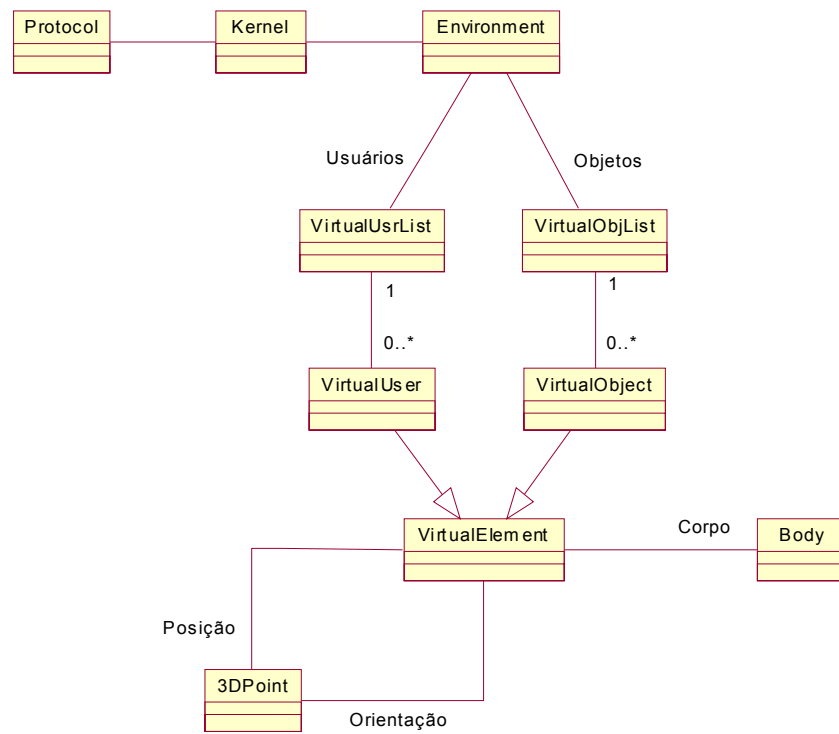 Protocol
Kernel
Environment
Usuários
Objetos
VirtualUsrList
VirtualObjList
1
1
0..*
0..*
VirtualUser
VirtualObject
VirtualElement
Corpo
Body
Posição
3DPoint
Orientação